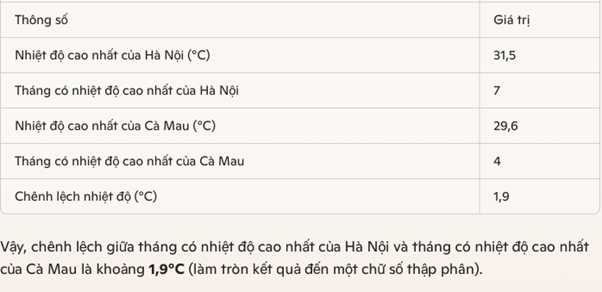 Thông số Giá trị
Nhiệt độ cao nhất của Hà Nội (°C) 31,5
Tháng có nhiệt độ cao nhất của Hà Nội 7
Nhiệt độ cao nhất của Cà Mau (°C) 29,6
Tháng có nhiệt độ cao nhất của Cà Mau 4
Chênh lệch nhiệt độ (°C) 1,9
Vậy, chênh lệch giữa tháng có nhiệt độ cao nhất của Hà Nội và tháng có nhiệt độ cao nhất
của Cà Mau là khoảng 1,9°C (làm tròn kết quả đến một chữ số thập phân).